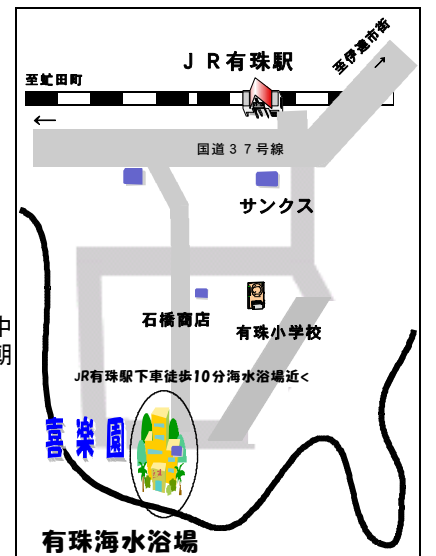 ＪＲ有珠駅
至伊達市街
→
至虻田町
←
国道３７号線
サンクス
石橋商店
有珠小学校
中
朝
JR有珠駅下車徒歩10分海水浴場近<
喜楽園
有珠海水浴場